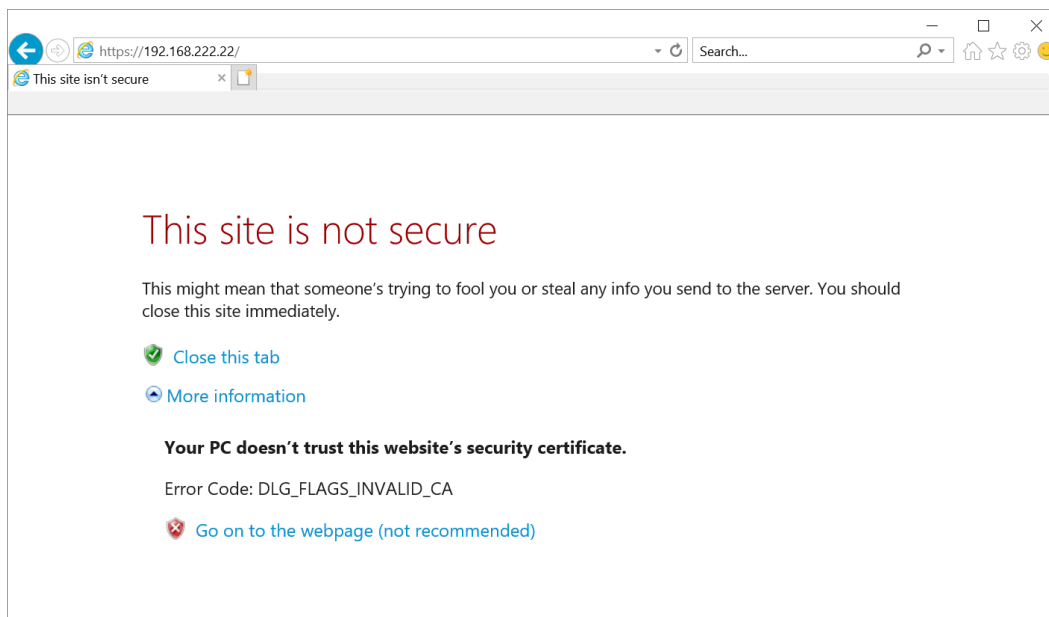 https://192.168.222.22/
Search...
This site isn't secure
This site is not secure
This might mean that someone's trying to fool you or steal any info you send to the server. You should
close this site immediately.
Close this tab
More information
Your PC doesn't trust this website's security certificate.
Error Code: DLG_FLAGS_INVALID_CA
Go on to the webpage (not recommended)